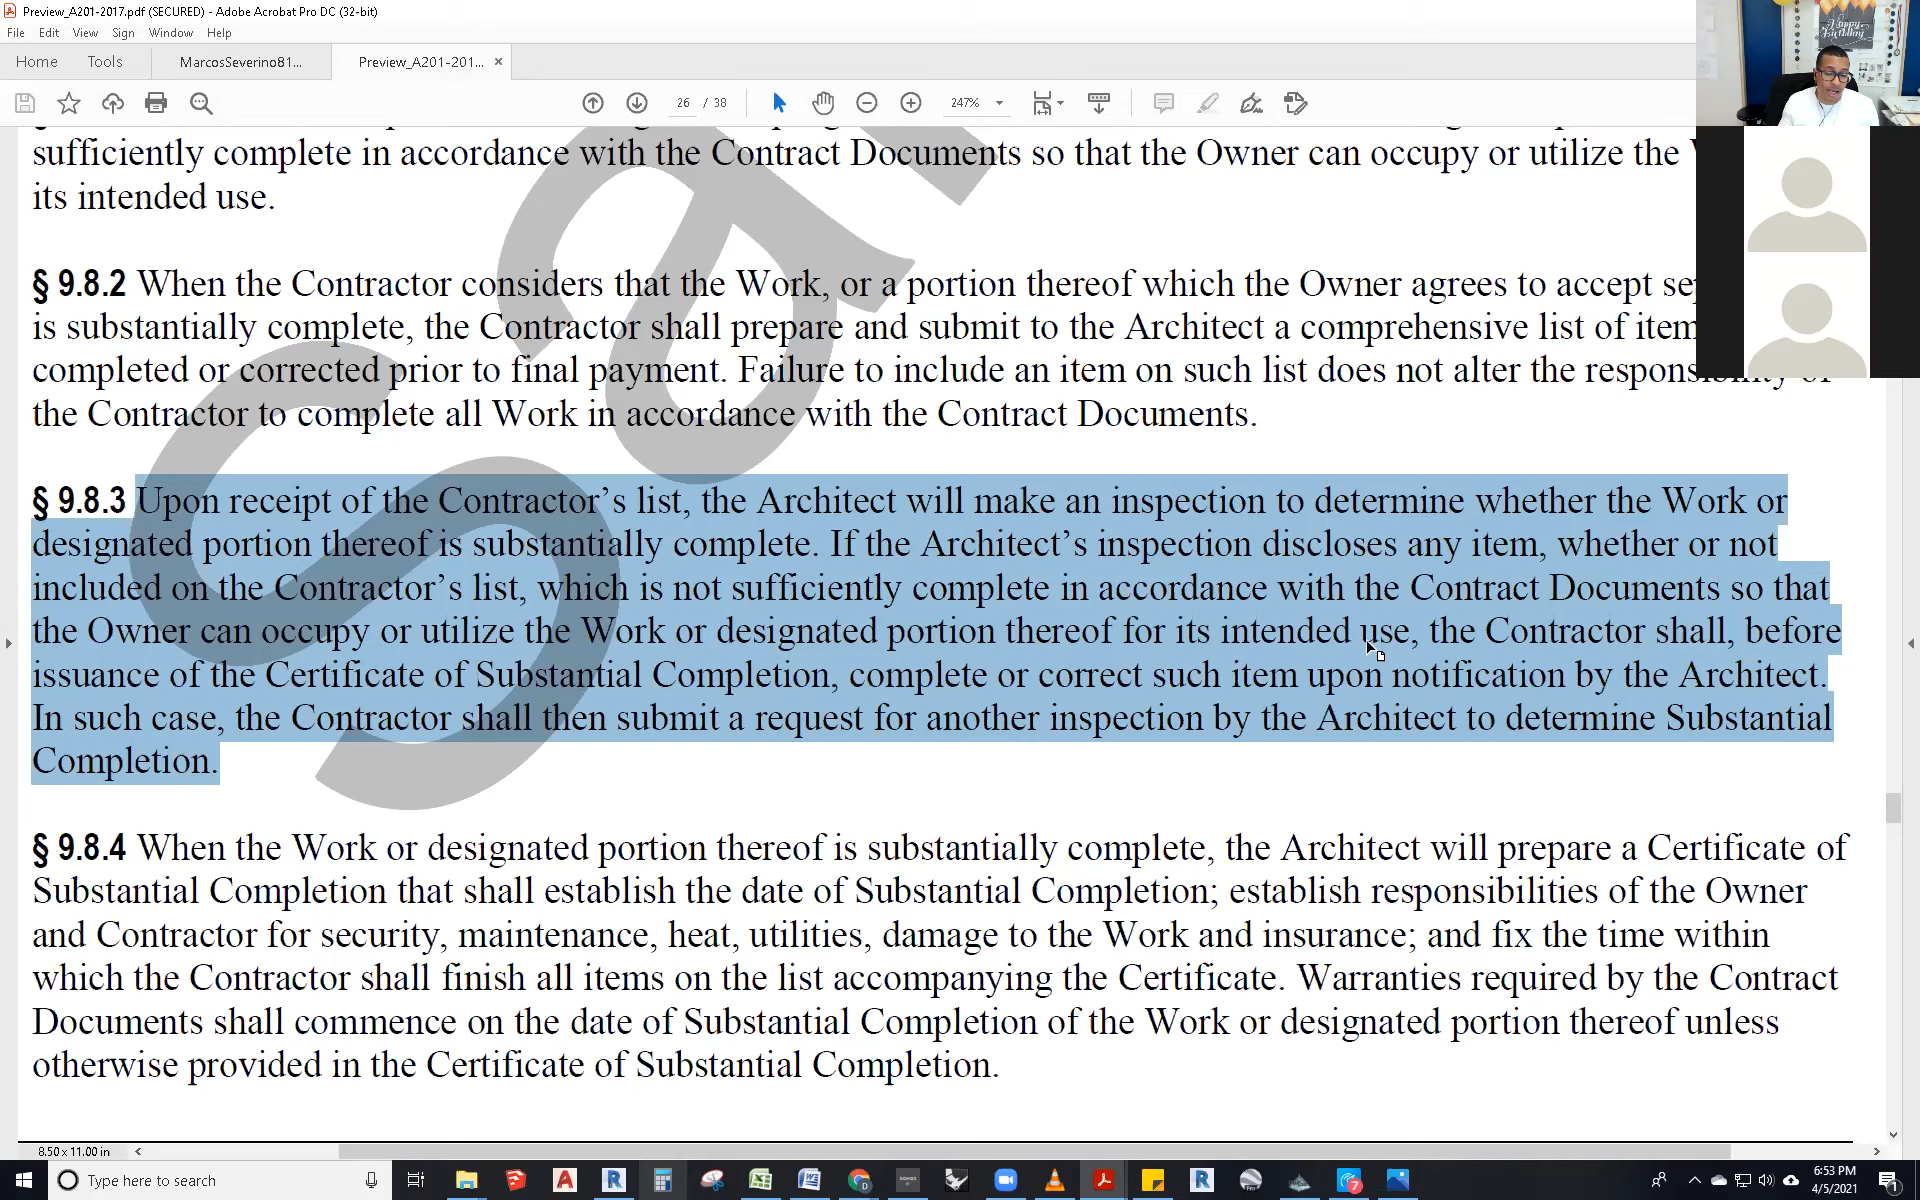 Preview_A201-2017.pdf (SECURED) - Adobe Acrobat Pro DC (32-bit)
File Edit View Sign Window Help
Home Tools MarcosSeverino81... Preview_A201-201... ×
26 / 38 247%
sufficiently complete in accordance with the Contract Documents so that the Owner can occupy or utilize the
its intended use.
§ 9.8.2 When the Contractor considers that the Work, or a portion thereof which the Owner agrees to accept
is substantially complete, the Contractor shall prepare and submit to the Architect a comprehensive list of
completed or corrected prior to final payment. Failure to include an item on such list does not alter the responsibility of
the Contractor to complete all Work in accordance with the Contract Documents.
§ 9.8.3 Upon receipt of the Contractor’s list, the Architect will make an inspection to determine whether the Work or
designated portion thereof is substantially complete. If the Architect’s inspection discloses any item, whether or not
included on the Contractor’s list, which is not sufficiently complete in accordance with the Contract Documents so that
the Owner can occupy or utilize the Work or designated portion thereof for its intended use, the Contractor shall, before
issuance of the Certificate of Substantial Completion, complete or correct such item upon notification by the Architect.
In such case, the Contractor shall then submit a request for another inspection by the Architect to determine Substantial
Completion.
§ 9.8.4 When the Work or designated portion thereof is substantially complete, the Architect will prepare a Certificate of
Substantial Completion that shall establish the date of Substantial Completion; establish responsibilities of the Owner
and Contractor for security, maintenance, heat, utilities, damage to the Work and insurance; and fix the time within
which the Contractor shall finish all items on the list accompanying the Certificate. Warranties required by the Contract
Documents shall commence on the date of Substantial Completion of the Work or designated portion thereof unless
otherwise provided in the Certificate of Substantial Completion.
8.50 x 11.00 in
Type here to search
6:53 PM
4/5/2021
Happy
Birthday